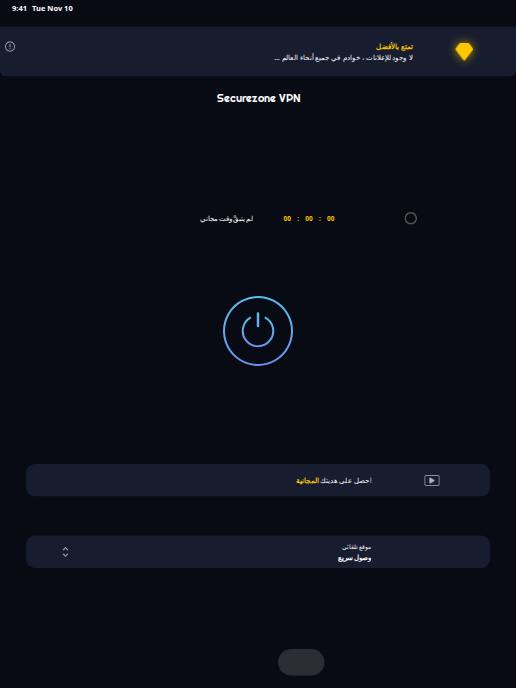 9:41 Tue Nov 10
تمتع بالأفضل
لا وجود للإعلانات ، خوادم في جميع أنحاء العالم ...
Securezone VPN
00 : 00 : 00
لم يتبقَّ وقت مجاني
احصل على هديتك المجانية
موقع تلقائي
وصول سريع